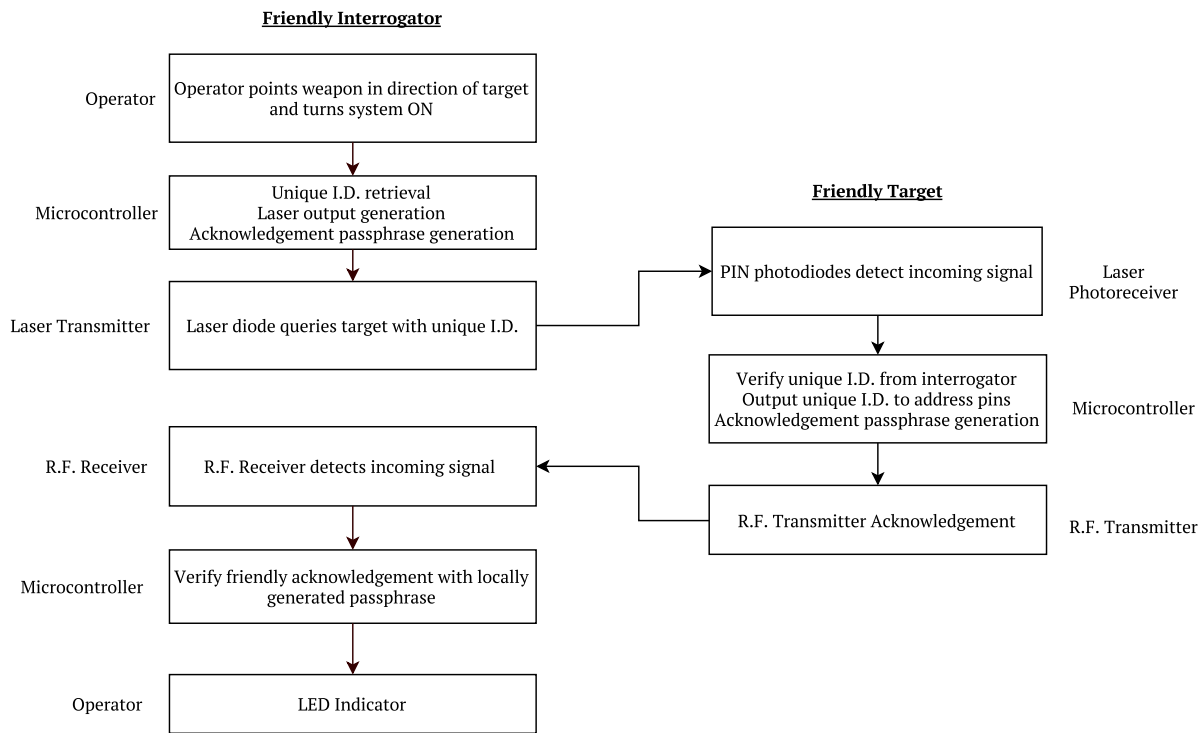 Friendly Interrogator
Operator
Operator points weapon in direction of target
and turns system ON
Microcontroller
Unique I.D. retrieval
Laser output generation
Acknowledgement passphrase generation
Laser Transmitter
Laser diode queries target with unique I.D.
Friendly Target
PIN photodiodes detect incoming signal
Laser
Photoreceiver
Verify unique I.D. from interrogator
Output unique I.D. to address pins
Acknowledgement passphrase generation
Microcontroller
R.F. Transmitter Acknowledgement
R.F. Transmitter
R.F. Receiver
R.F. Receiver detects incoming signal
Microcontroller
Verify friendly acknowledgement with locally
generated passphrase
Operator
LED Indicator